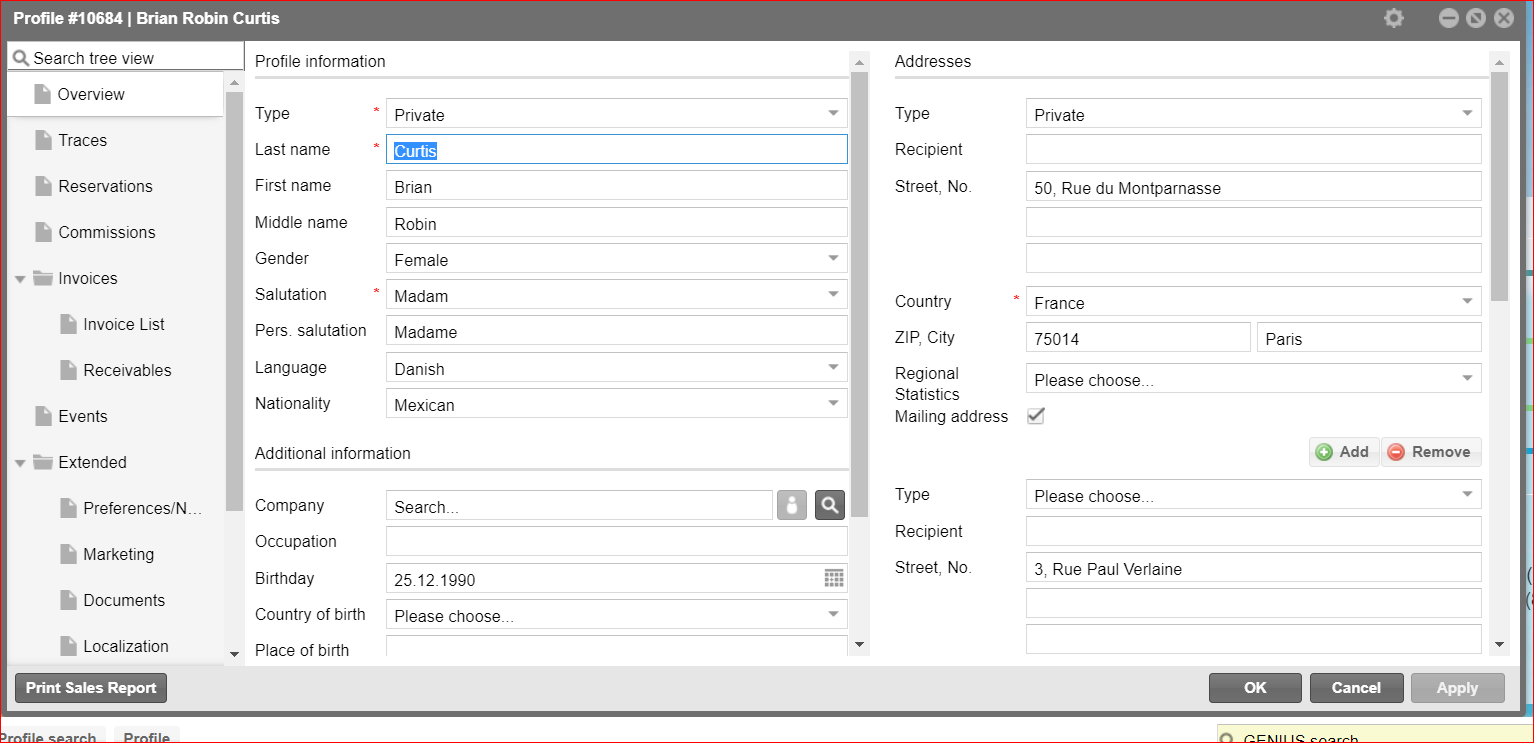 Profile #10684 | Brian Robin Curtis
Search tree view
Overview
Traces
Reservations
Commissions
Invoices
Invoice List
Receivables
Events
Extended
Preferences/N...
Marketing
Documents
Localization
Profile information
Type * Private
Last name * Curtis
First name Brian
Middle name Robin
Gender Female
Salutation * Madam
Pers. salutation Madame
Language Danish
Nationality Mexican
Additional information
Company Search...
Occupation
Birthday 25.12.1990
Country of birth Please choose...
Place of birth
Addresses
Type Private
Recipient
Street, No. 50, Rue du Montparnasse
Country * France
ZIP, City 75014 Paris
Regional
Statistics
Please choose...
Mailing address
Add Remove
Type Please choose...
Recipient
Street, No. 3, Rue Paul Verlaine
Print Sales Report OK Cancel Apply
Profile search Profile GENIUS search